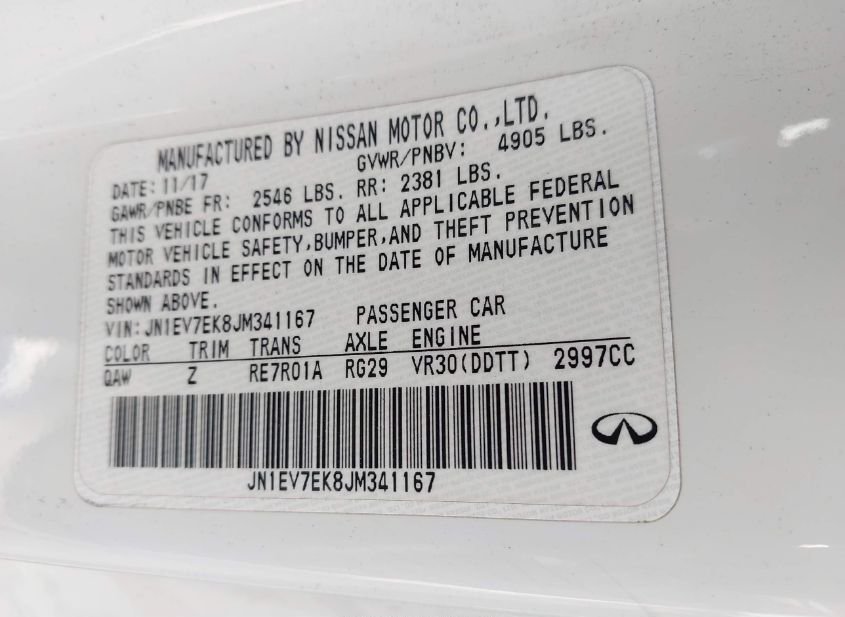 MANUFACTURED BY NISSAN MOTOR CO.,LTD.
DATE: 11/17 GVWR/PNBV: 4905 LBS.
GAWR/PNBE FR: 2546 LBS. RR: 2381 LBS.
THIS VEHICLE CONFORMS TO ALL APPLICABLE FEDERAL
MOTOR VEHICLE SAFETY,BUMPER,AND THEFT PREVENTION
STANDARDS IN EFFECT ON THE DATE OF MANUFACTURE
SHOWN ABOVE.
VIN: JN1EV7EK8JM341167 PASSENGER CAR
COLOR TRIM TRANS AXLE ENGINE
QAW Z RE7R01A RG29 VR30(DDTT) 2997CC
JN1EV7EK8JM341167